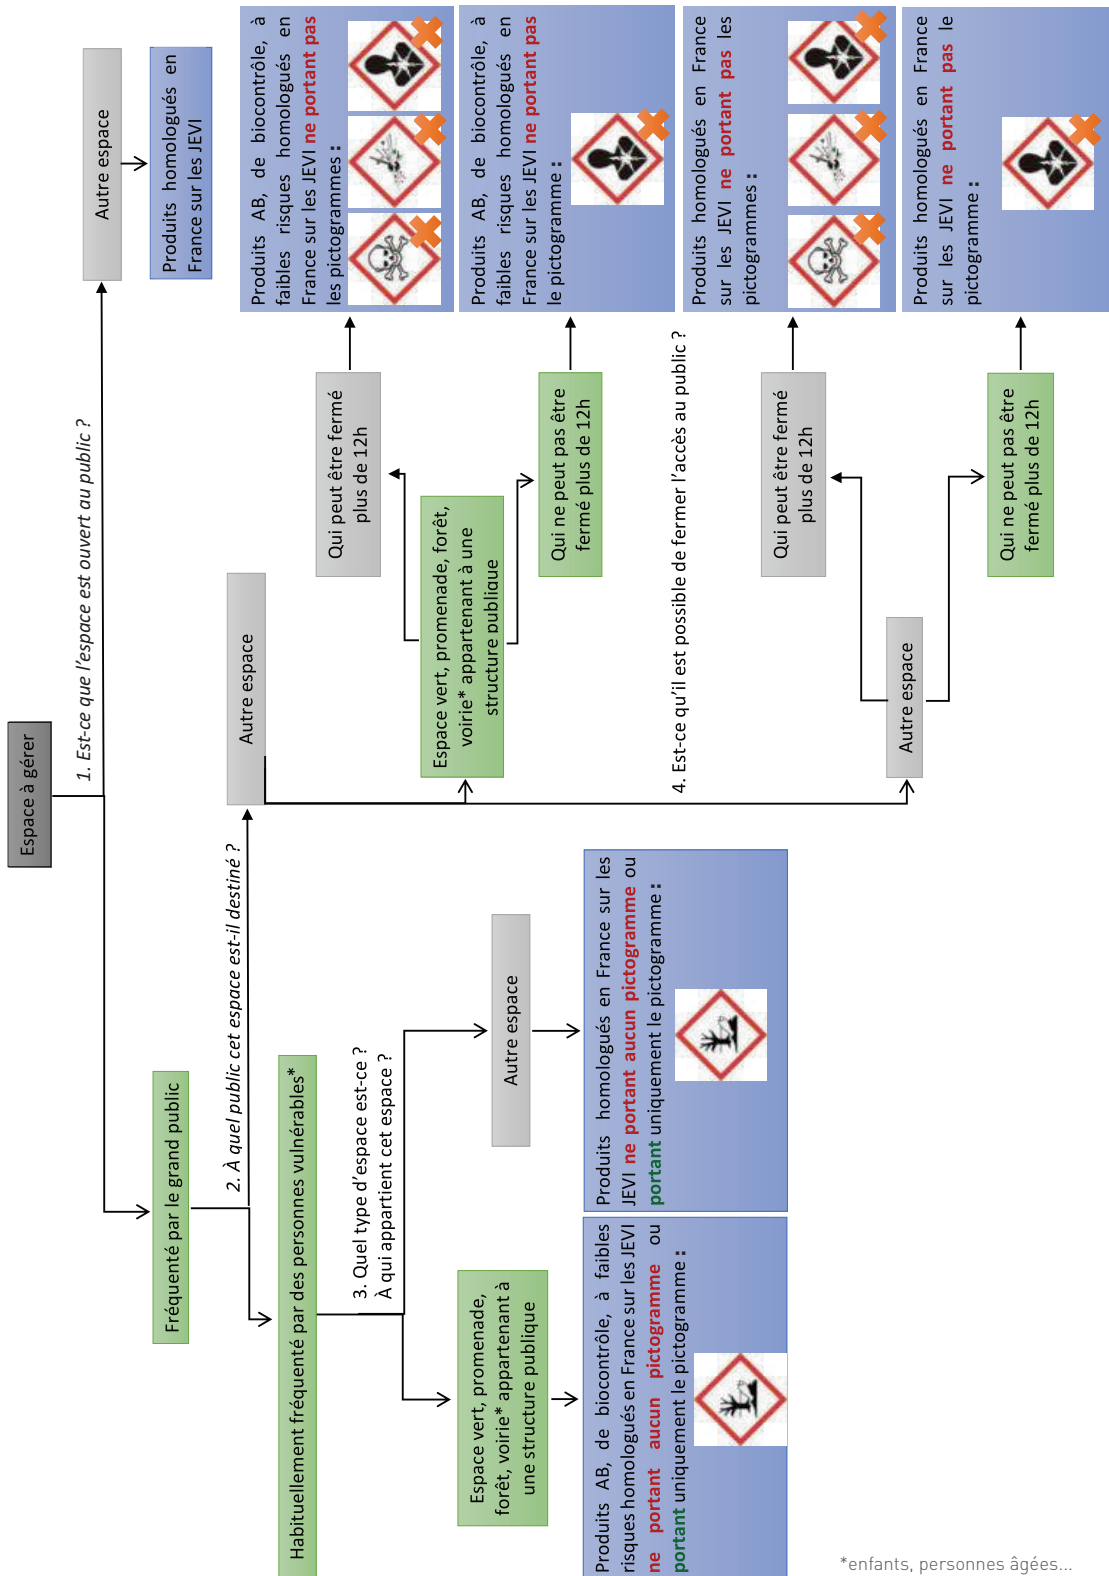 Espace à gérer
1. Est-ce que l'espace est ouvert au public ?
Autre espace
Produits homologués en
France sur les JEVI
Fréquenté par le grand public
2. À quel public cet espace est-il destiné ?
Autre espace
Habituellement fréquenté par des personnes vulnérables*
3. Quel type d'espace est-ce ?
À qui appartient cet espace ?
Espace vert, promenade,
forêt, voirie* appartenant à
une structure publique
Autre espace
Produits AB, de biocontrôle, à faibles
risques homologués en France sur les JEVI
ne portant aucun pictogramme ou
portant uniquement le pictogramme :
Produits homologués en France sur les
JEVI ne portant aucun pictogramme ou
portant uniquement le pictogramme :
Espace vert, promenade, forêt,
voirie* appartenant à une
structure publique
Qui peut être fermé
plus de 12h
Produits AB, de biocontrôle, à
faibles risques homologués en
France sur les JEVI ne portant pas
les pictogrammes :
Qui ne peut pas être
fermé plus de 12h
Produits AB, de biocontrôle, à
faibles risques homologués en
France sur les JEVI ne portant pas
le pictogramme :
4. Est-ce qu'il est possible de fermer l'accès au public ?
Autre espace
Qui peut être fermé
plus de 12h
Produits homologués en France
sur les JEVI ne portant pas les
pictogrammes :
Qui ne peut pas être
fermé plus de 12h
Produits homologués en France
sur les JEVI ne portant pas le
pictogramme :
*enfants, personnes âgées...